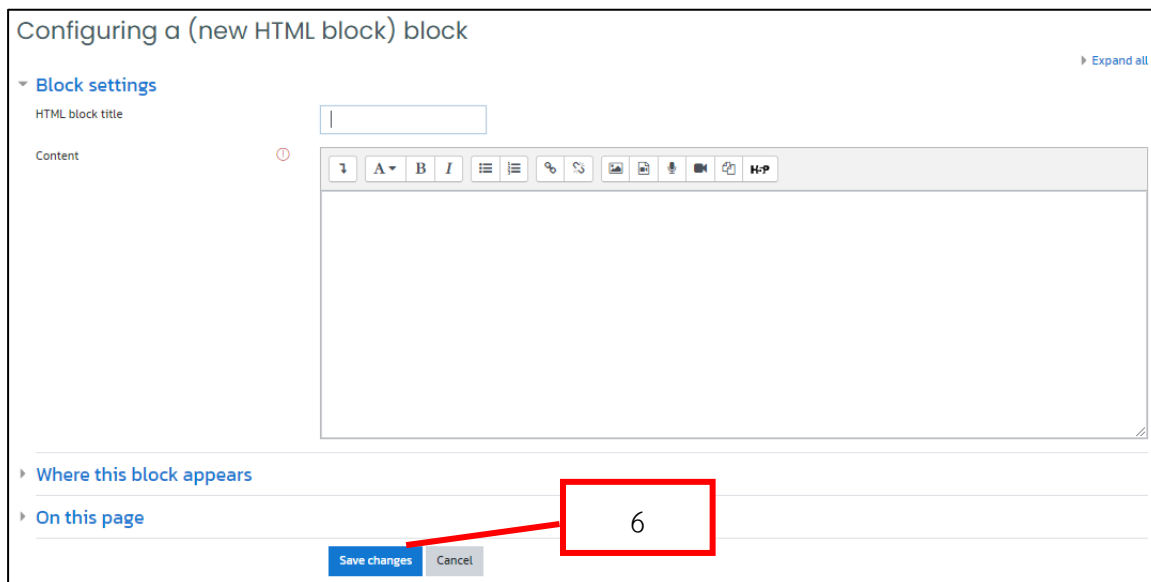 Configuring a (new HTML block) block
Expand all
Block settings
HTML block title
Content
A B I H-P
Where this block appears
On this page
6
Save changes Cancel